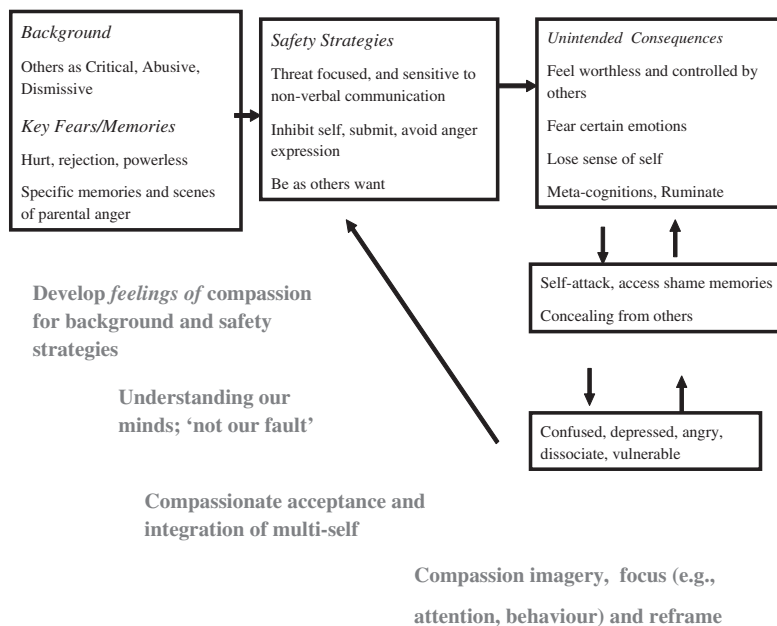 Background
Others as Critical, Abusive,
Dismissive
Key Fears/Memories
Hurt, rejection, powerless
Specific memories and scenes
of parental anger
Safety Strategies
Threat focused, and sensitive to
non-verbal communication
Inhibit self, submit, avoid anger
expression
Be as others want
Unintended Consequences
Feel worthless and controlled by
others
Fear certain emotions
Lose sense of self
Meta-cognitions, Ruminate
Self-attack, access shame memories
Concealing from others
Confused, depressed, angry,
dissociate, vulnerable
Develop feelings of compassion
for background and safety
strategies
Understanding our
minds; ‘not our fault’
Compassionate acceptance and
integration of multi-self
Compassion imagery, focus (e.g.,
attention, behaviour) and reframe